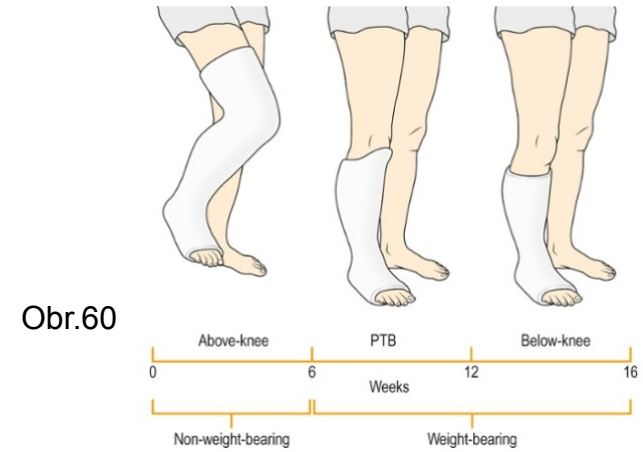 Obr.60
Above-knee PTB Below-knee
0 6 12 16
Weeks
Non-weight-bearing Weight-bearing